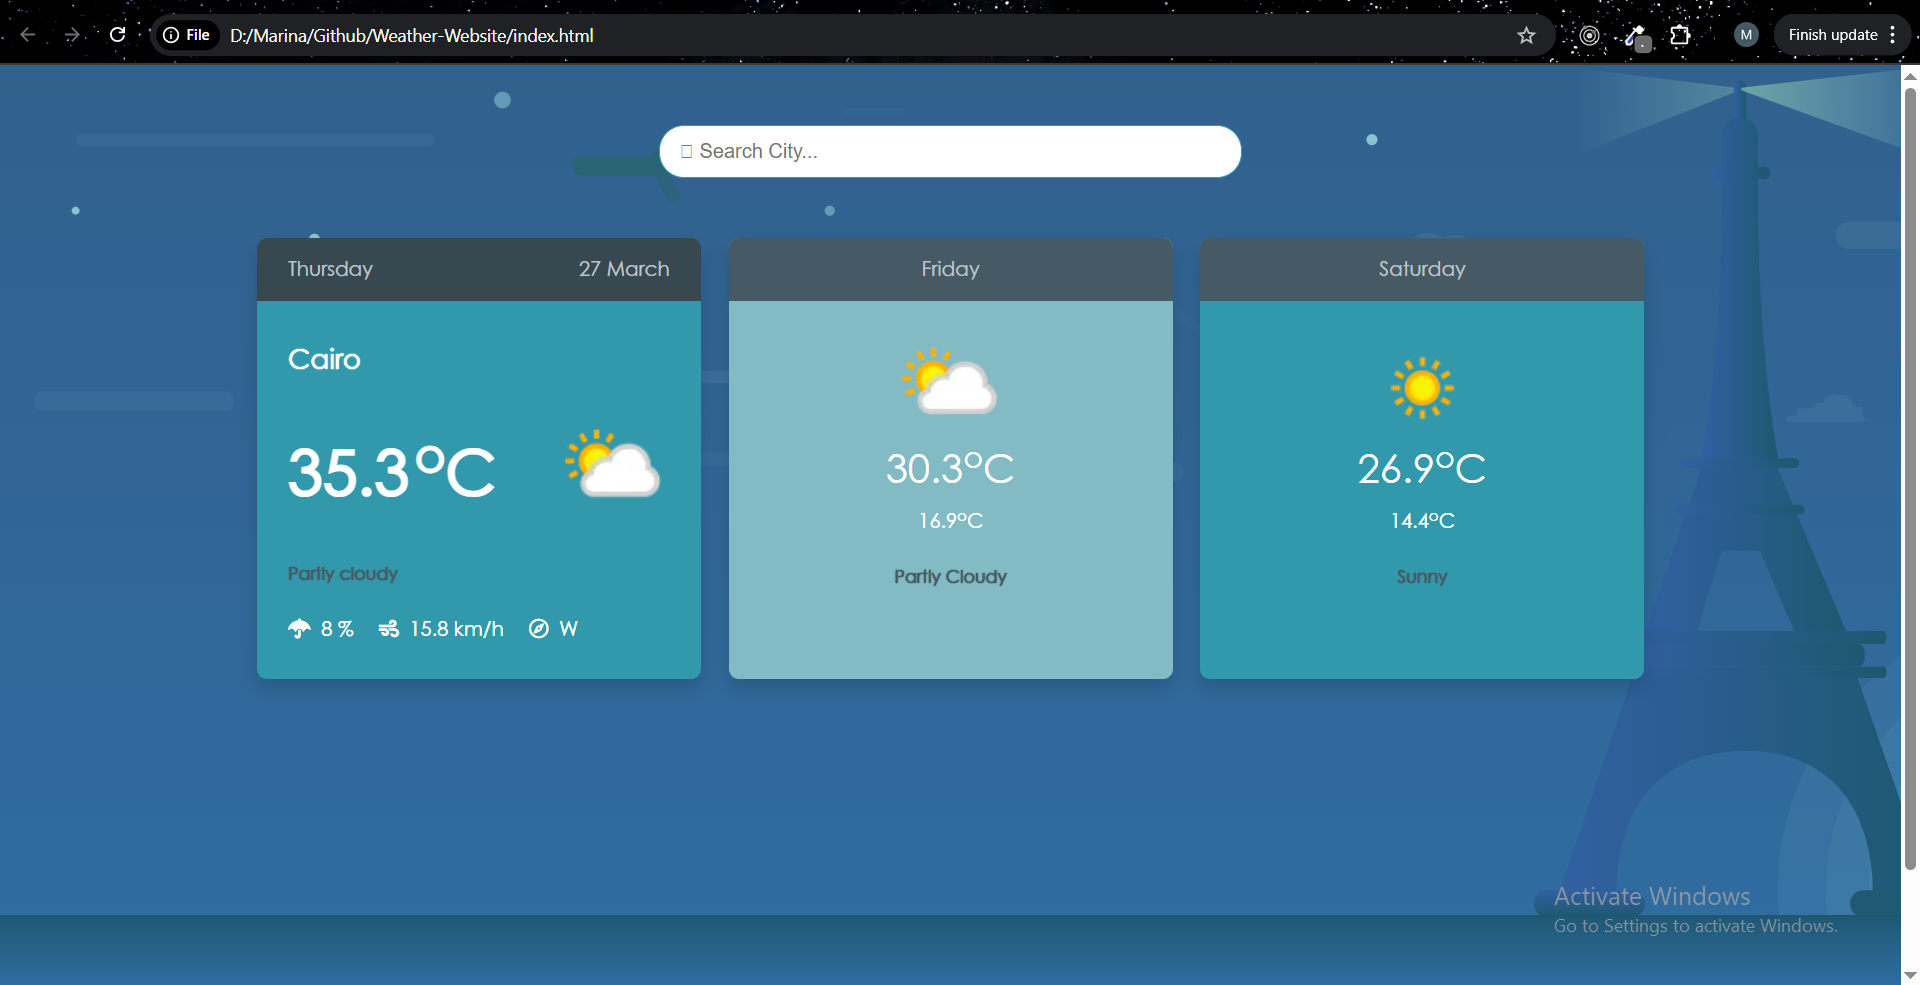 File D:/Marina/Github/Weather-Website/index.html
M Finish update
Search City...
Thursday 27 March
Friday
Saturday
Cairo
35.3°C
30.3°C
26.9°C
16.9°C
14.4°C
Partly cloudy
Partly Cloudy
Sunny
8 % 15.8 km/h W
Activate Windows
Go to Settings to activate Windows.